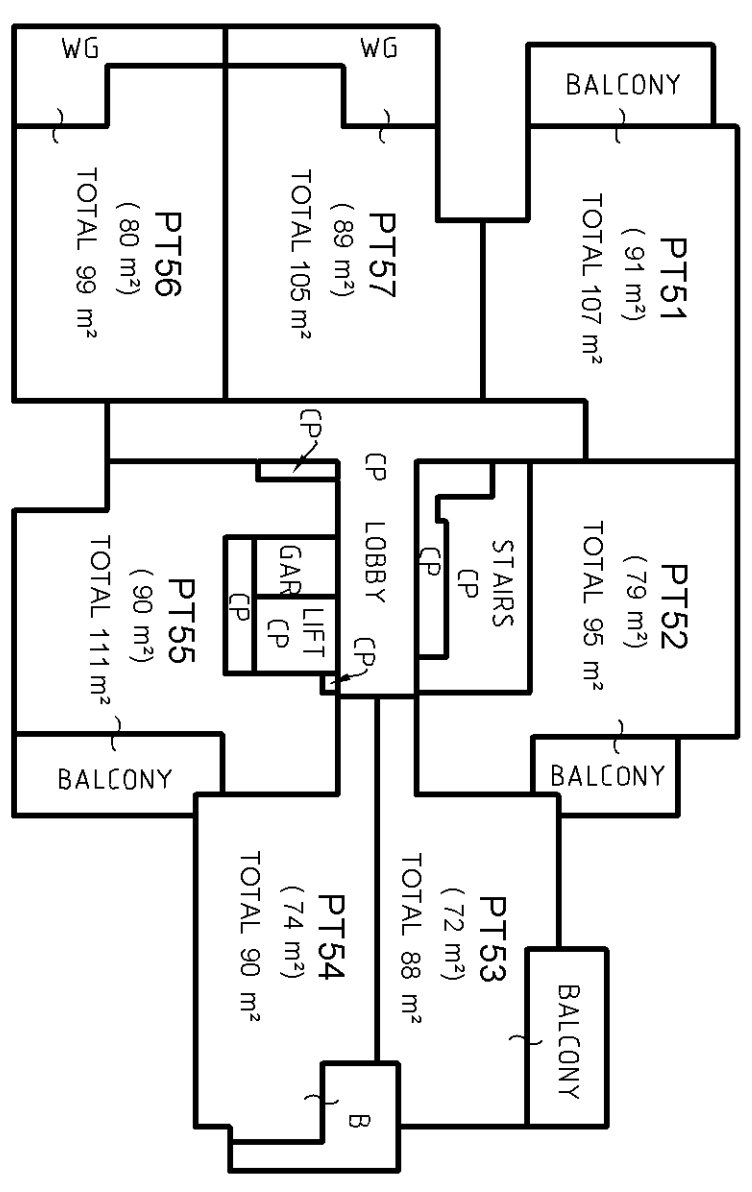 WG
WG
BALCONY
PT56
( 80 m²)
TOTAL 99 m²
PT57
( 89 m²)
TOTAL 105 m²
PT51
( 91 m²)
TOTAL 107 m²
CP
CP
LOBBY
STAIRS
CP
CP
PT52
( 79 m²)
TOTAL 95 m²
PT55
( 90 m²)
TOTAL 111 m²
GAR
LIFT
CP
CP
CP
BALCONY
BALCONY
PT54
( 74 m²)
TOTAL 90 m²
PT53
( 72 m²)
TOTAL 88 m²
BALCONY
B